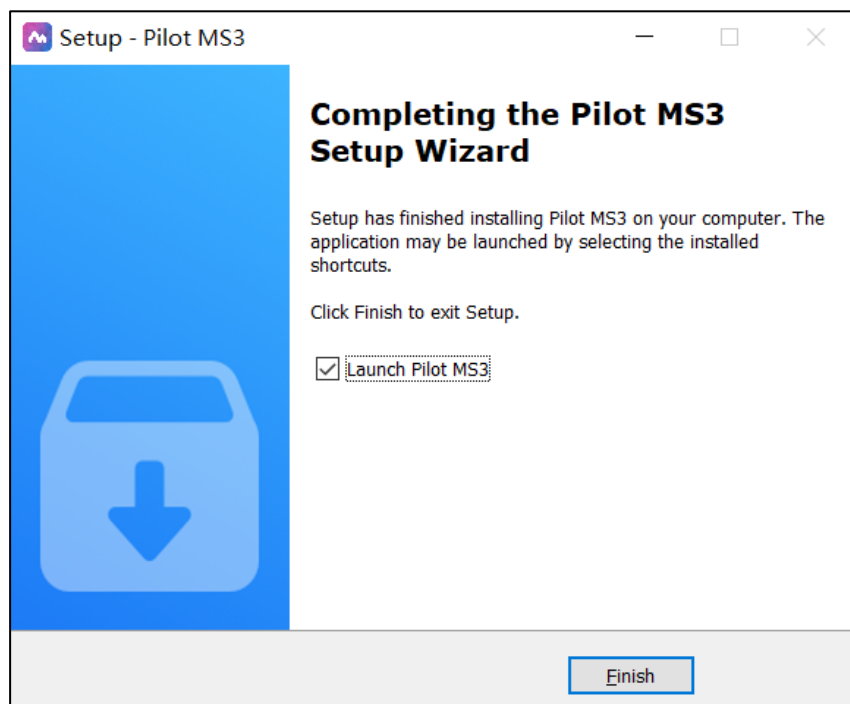 Setup - Pilot MS3
Completing the Pilot MS3
Setup Wizard
Setup has finished installing Pilot MS3 on your computer. The
application may be launched by selecting the installed
shortcuts.
Click Finish to exit Setup.
Launch Pilot MS3
Finish